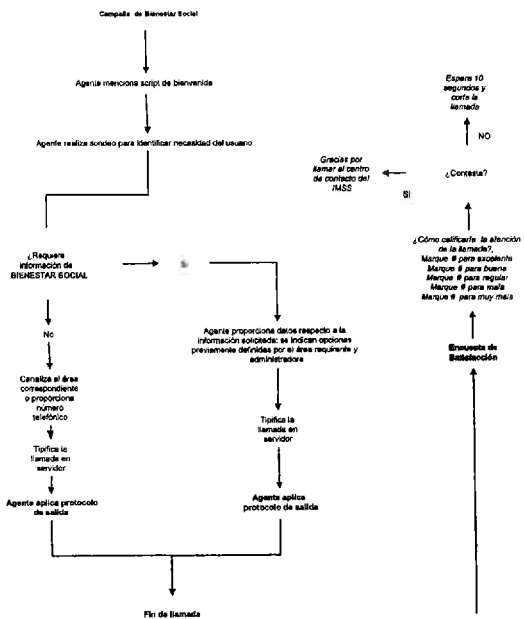 Campaña de Bienestar Social
Agente menciona script de bienvenida
Agente realiza sondeo para identificar necesidad del usuario
¿Requiere
información de
BIENESTAR SOCIAL
No
Canaliza al área
correspondiente
o proporciona
número
telefónico
Tipifica la
llamada en
servidor
Agente aplica protocolo
de salida
Agente proporciona datos respecto a la
información solicitada: se indican opciones
previamente definidas por el área requirente y
administradora
Tipifica la
llamada en
servidor
Agente aplica
protocolo de salida
Fin de llamada
Espera 10
segundos y
corta la
llamada
NO
Gracias por
llamar al centro
de contacto del
IMSS
SI
¿Contesta?
¿Cómo calificaría la atención
de la llamada?,
Marque # para excelente
Marque # para buena
Marque # para regular
Marque # para mala
Marque # para muy mala
Encuesta de
Satisfacción